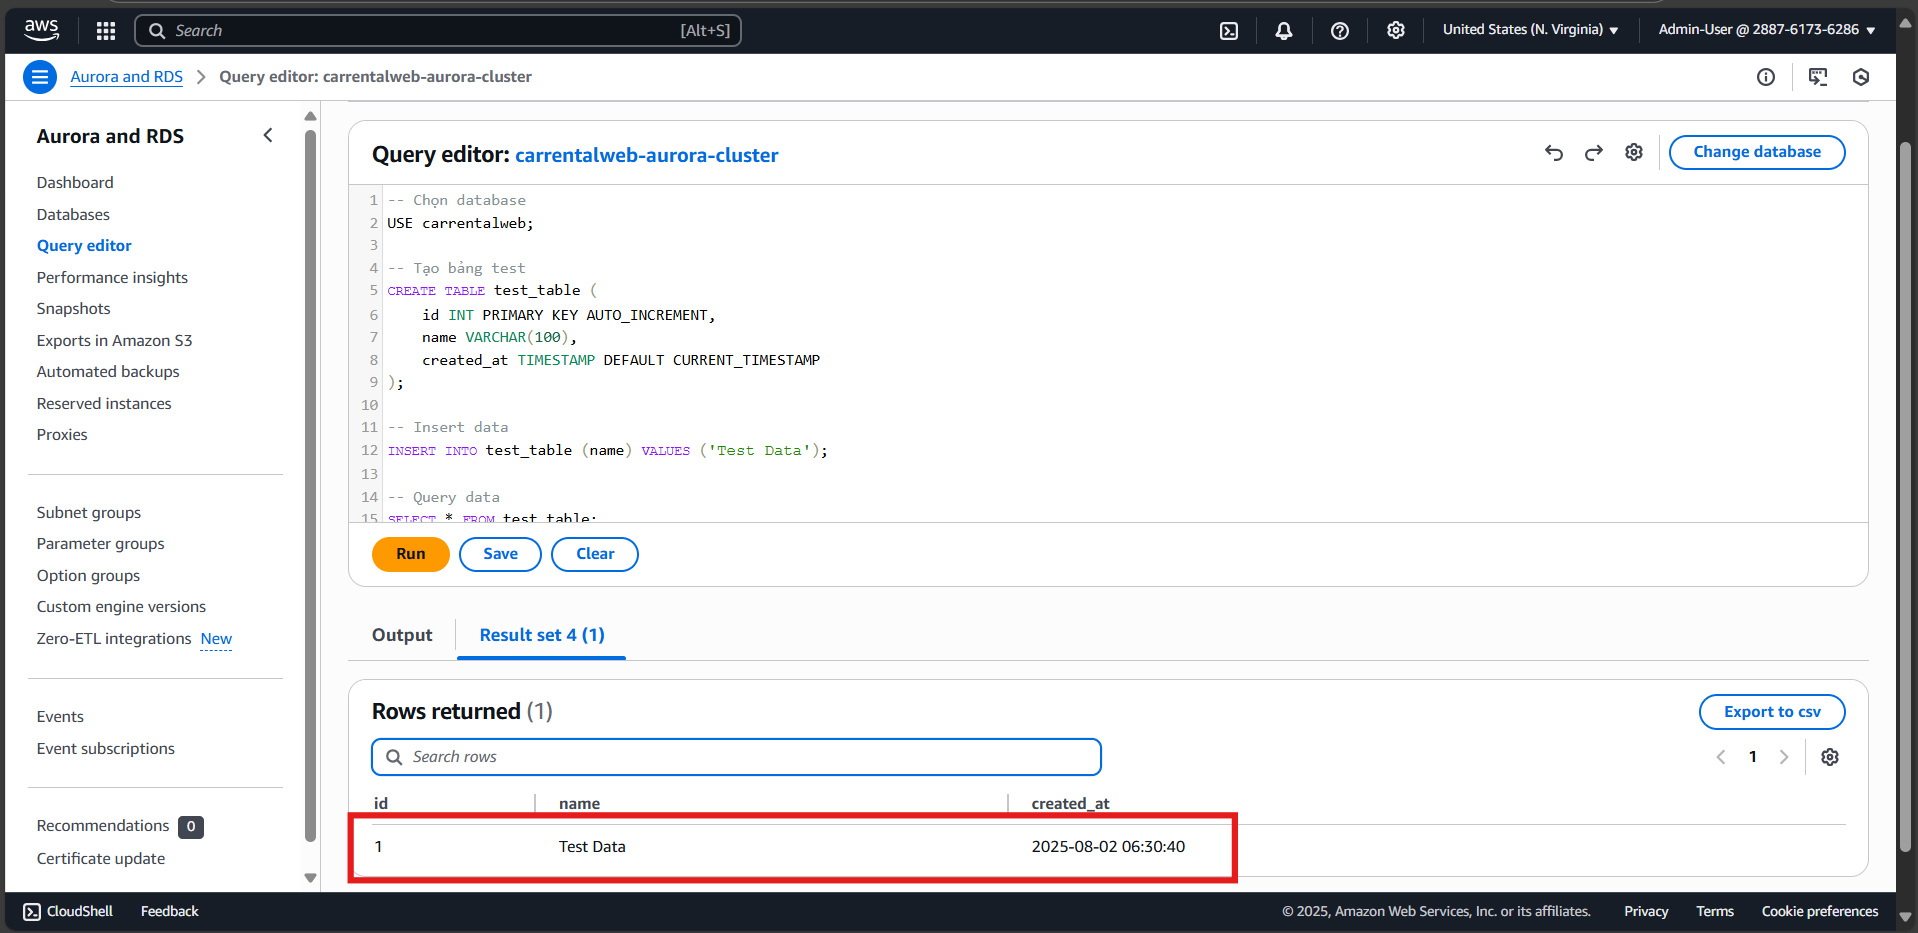 aws
Search [Alt+S]
United States (N. Virginia) Admin-User @ 2887-6173-6286
Aurora and RDS Query editor: carrentalweb-aurora-cluster
Aurora and RDS
Dashboard
Databases
Query editor
Performance insights
Snapshots
Exports in Amazon S3
Automated backups
Reserved instances
Proxies
Subnet groups
Parameter groups
Option groups
Custom engine versions
Zero-ETL integrations New
Events
Event subscriptions
Recommendations 0
Certificate update
Query editor: carrentalweb-aurora-cluster
Change database
1 -- Chọn database
2 USE carrentalweb;
3
4 -- Tạo bảng test
5 CREATE TABLE test_table (
6 id INT PRIMARY KEY AUTO_INCREMENT,
7 name VARCHAR(100),
8 created_at TIMESTAMP DEFAULT CURRENT_TIMESTAMP
9 );
10
11 -- Insert data
12 INSERT INTO test_table (name) VALUES ('Test Data');
13
14 -- Query data
15 SELECT * FROM test_table;
Run Save Clear
Output Result set 4 (1)
Rows returned (1)
Export to csv
Search rows
1
id name created_at
1 Test Data 2025-08-02 06:30:40
CloudShell Feedback © 2025, Amazon Web Services, Inc. or its affiliates. Privacy Terms Cookie preferences